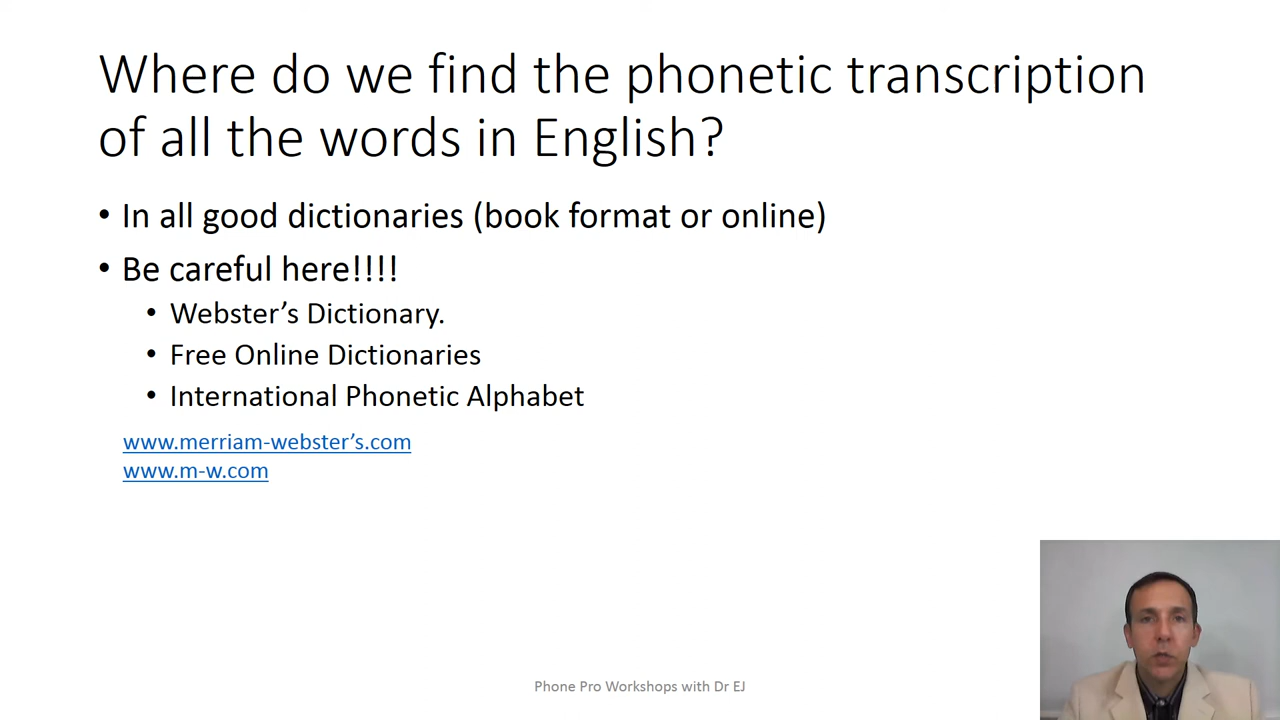 Where do we find the phonetic transcription
of all the words in English?
• In all good dictionaries (book format or online)
• Be careful here!!!!
• Webster’s Dictionary.
• Free Online Dictionaries
• International Phonetic Alphabet
www.merriam-webster’s.com
www.m-w.com
Phone Pro Workshops with Dr EJ